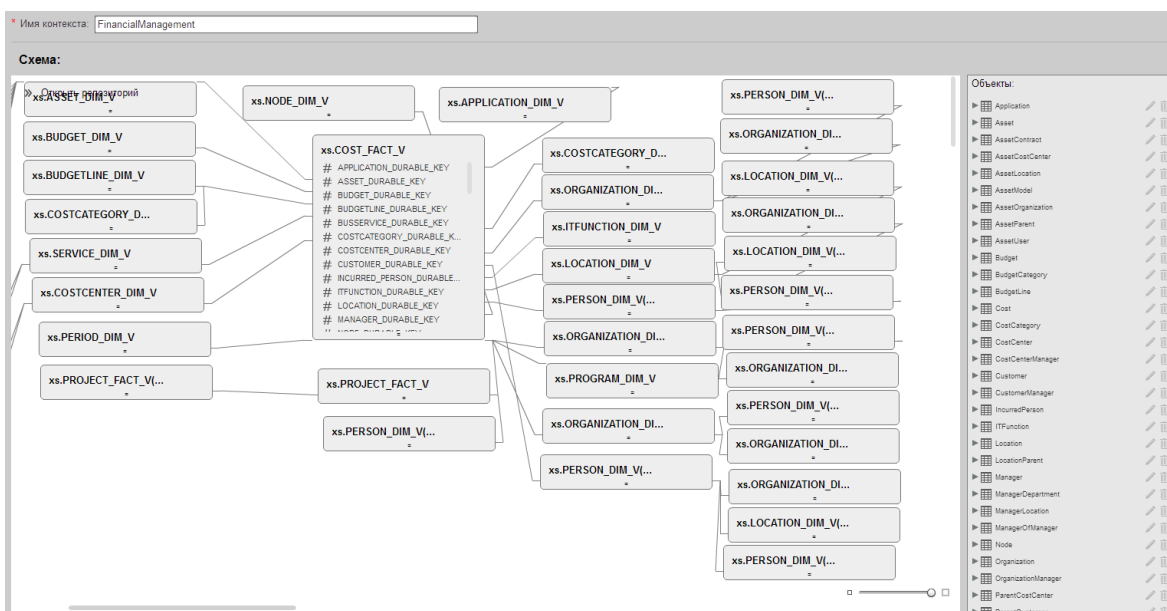 * Имя контекста: FinancialManagement
Схема:
» Открыть репозиторий
xs.ASSET_DIM_V
xs.BUDGET_DIM_V
xs.BUDGETLINE_DIM_V
xs.COSTCATEGORY_D...
xs.SERVICE_DIM_V
xs.COSTCENTER_DIM_V
xs.PERIOD_DIM_V
xs.PROJECT_FACT_V(...
xs.NODE_DIM_V
xs.COST_FACT_V
# APPLICATION_DURABLE_KEY
# ASSET_DURABLE_KEY
# BUDGET_DURABLE_KEY
# BUDGETLINE_DURABLE_KEY
# BUSSERVICE_DURABLE_KEY
# COSTCATEGORY_DURABLE_K...
# COSTCENTER_DURABLE_KEY
# CUSTOMER_DURABLE_KEY
# INCURRED_PERSON_DURABLE...
# ITFUNCTION_DURABLE_KEY
# LOCATION_DURABLE_KEY
# MANAGER_DURABLE_KEY
# NODE_DURABLE_KEY
xs.PROJECT_FACT_V
xs.PERSON_DIM_V(...
xs.APPLICATION_DIM_V
xs.COSTCATEGORY_D...
xs.ORGANIZATION_DI...
xs.ITFUNCTION_DIM_V
xs.LOCATION_DIM_V
xs.PERSON_DIM_V(...
xs.ORGANIZATION_DI...
xs.PROGRAM_DIM_V
xs.ORGANIZATION_DI...
xs.PERSON_DIM_V(...
xs.PERSON_DIM_V(...
xs.ORGANIZATION_DI...
xs.LOCATION_DIM_V(...
xs.ORGANIZATION_DI...
xs.LOCATION_DIM_V(...
xs.PERSON_DIM_V(...
xs.PERSON_DIM_V(...
xs.ORGANIZATION_DI...
xs.PERSON_DIM_V(...
xs.ORGANIZATION_DI...
xs.ORGANIZATION_DI...
xs.LOCATION_DIM_V(...
xs.PERSON_DIM_V(...
Объекты:
Application
Asset
AssetContract
AssetCostCenter
AssetLocation
AssetModel
AssetOrganization
AssetParent
AssetUser
Budget
BudgetCategory
BudgetLine
Cost
CostCategory
CostCenter
CostCenterManager
Customer
CustomerManager
IncurredPerson
ITFunction
Location
LocationParent
Manager
ManagerDepartment
ManagerLocation
ManagerOfManager
Node
Organization
OrganizationManager
ParentCostCenter